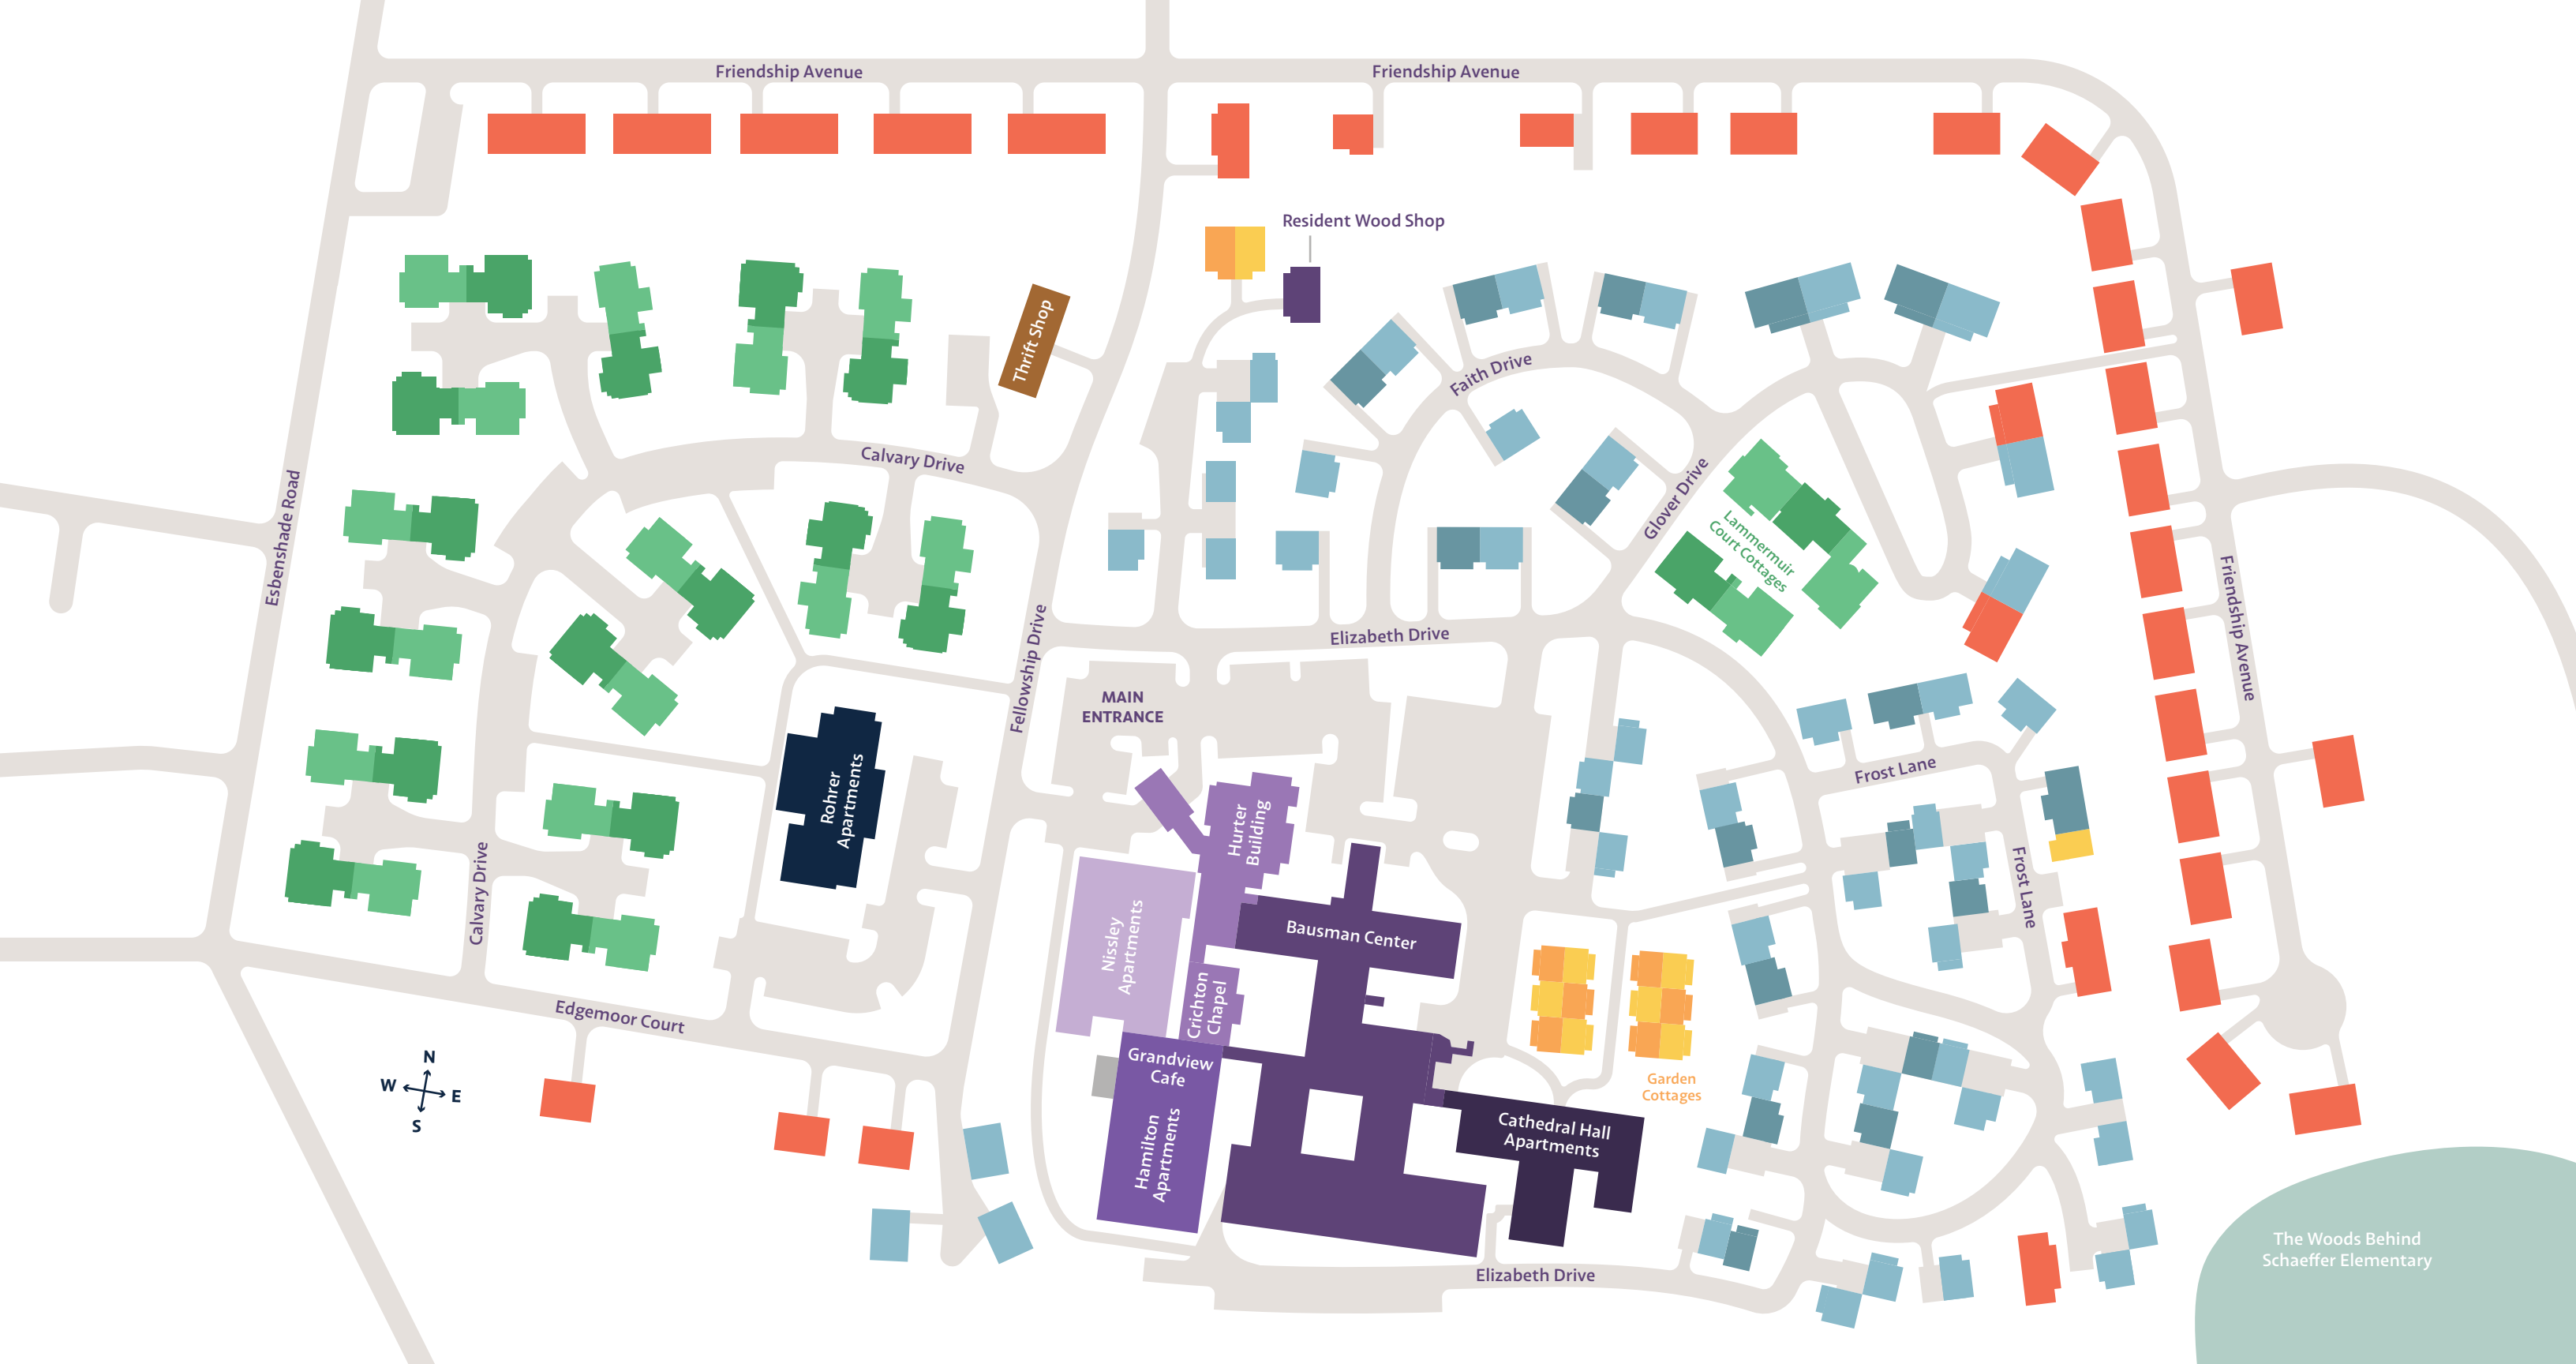 Friendship Avenue
Friendship Avenue
Resident Wood Shop
Thrift Shop
Faith Drive
Calvary Drive
Glover Drive
Esbenshade Road
Lammermuir
Court Cottages
Friendship Avenue
Fellowship Drive
Elizabeth Drive
MAIN
ENTRANCE
Rohrer
Apartments
Hurter
Building
Frost Lane
Frost Lane
Calvary Drive
Nissley
Apartments
Bausman Center
Crichton
Chapel
Edgemoor Court
Grandview
Cafe
Garden
Cottages
N
W
E
S
Hamilton
Apartments
Cathedral Hall
Apartments
The Woods Behind
Schaeffer Elementary
Elizabeth Drive